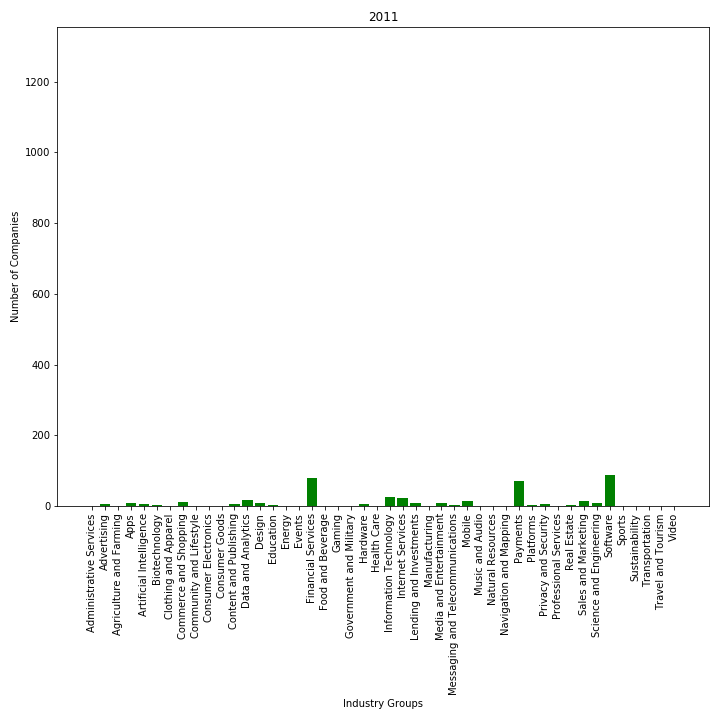 2011
1200
1000
800
600
400
200
0
Number of Companies
Administrative Services
Advertising
Agriculture and Farming
Apps
Artificial Intelligence
Biotechnology
Clothing and Apparel
Commerce and Shopping
Community and Lifestyle
Consumer Electronics
Consumer Goods
Content and Publishing
Data and Analytics
Design
Education
Energy
Events
Financial Services
Food and Beverage
Gaming
Government and Military
Hardware
Health Care
Information Technology
Internet Services
Lending and Investments
Manufacturing
Media and Entertainment
Messaging and Telecommunications
Mobile
Music and Audio
Natural Resources
Navigation and Mapping
Payments
Platforms
Privacy and Security
Professional Services
Real Estate
Sales and Marketing
Science and Engineering
Software
Sports
Sustainability
Transportation
Travel and Tourism
Video
Industry Groups